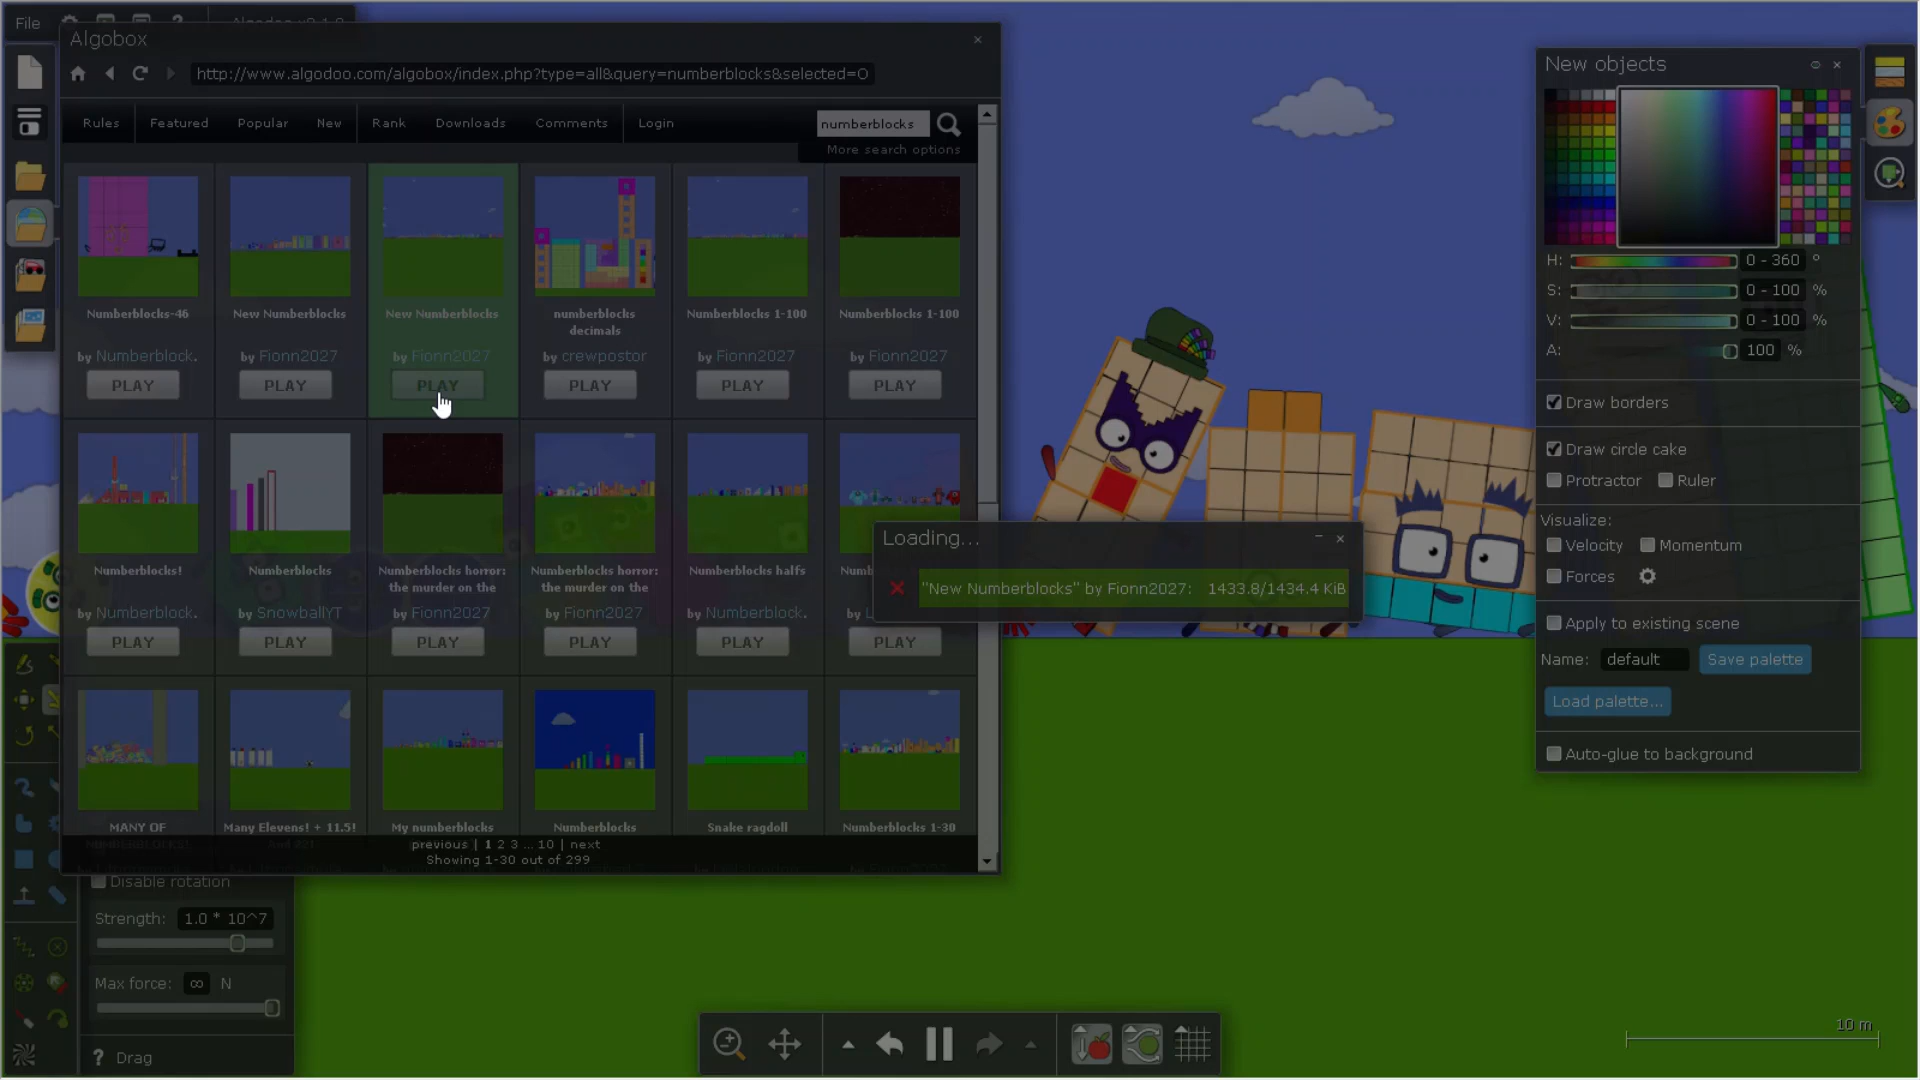 File
Algodoo v2.1.0
Algobox
http://www.algodoo.com/algobox/index.php?type=all&query=numberblocks&selected=O
Rules
Featured
Popular
New
Rank
Downloads
Comments
Login
numberblocks
More search options
Numberblocks-46
by Numberblock.
PLAY
New Numberblocks
by Fionn2027
PLAY
New Numberblocks
by Fionn2027
PLAY
numberblocks
decimals
by crewpostor
PLAY
Numberblocks 1-100
by Fionn2027
PLAY
Numberblocks 1-100
by Fionn2027
PLAY
Numberblocks!
by Numberblock.
PLAY
Numberblocks
by SnowballYT
PLAY
Numberblocks horror:
the murder on the
by Fionn2027
PLAY
Numberblocks horror:
the murder on the
by Fionn2027
PLAY
Numberblocks halfs
by Numberblock.
PLAY
by
PLAY
MANY OF
Many Elevens! + 11.5!
My numberblocks
Numberblocks
Snake ragdoll
Numberblocks 1-30
previous | 1 2 3 ... 10 | next
Showing 1-30 out of 299
Loading...
"New Numberblocks" by Fionn2027: 1433.8/1434.4 KiB
New objects
H: 0 - 360 °
S: 0 - 100 %
V: 0 - 100 %
A: 100 %
Draw borders
Draw circle cake
Protractor
Ruler
Visualize:
Velocity
Momentum
Forces
Apply to existing scene
Name: default
Save palette
Load palette...
Auto-glue to background
Disable rotation
Strength: 1.0 * 10^7
Max force: ∞ N
? Drag
10 m